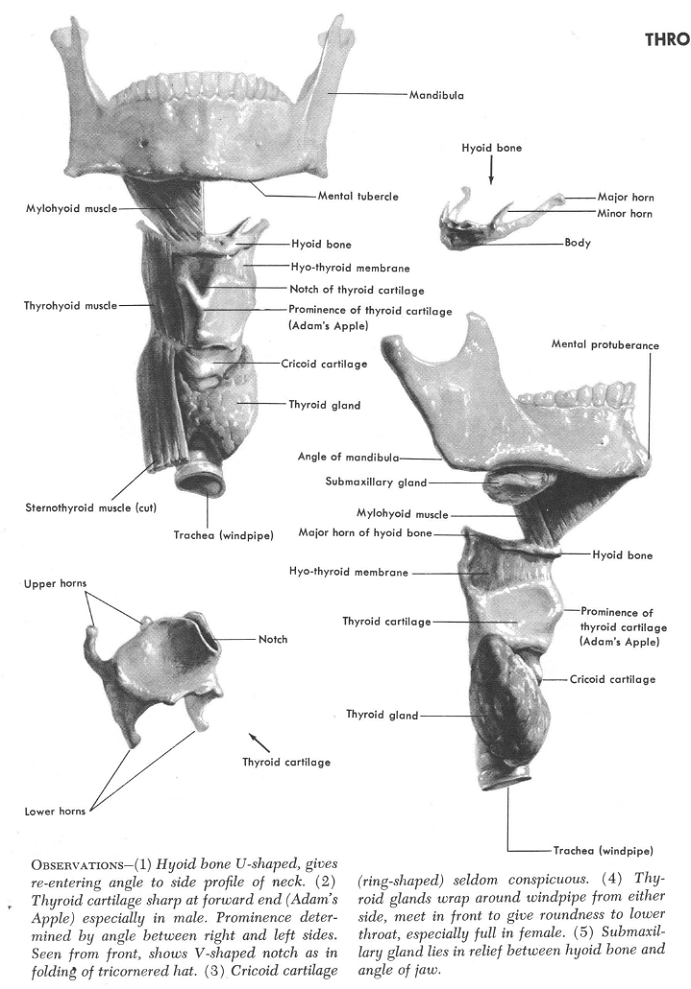 THRO
Mandibula
Hyoid bone
Mental tubercle
Major horn
Minor horn
Mylohyoid muscle
Body
Hyoid bone
Hyo-thyroid membrane
Notch of thyroid cartilage
Thyrohyoid muscle
Prominence of thyroid cartilage
(Adam's Apple)
Mental protuberance
Cricoid cartilage
Thyroid gland
Angle of mandibula
Submaxillary gland
Sternothyroid muscle (cut)
Mylohyoid muscle
Trachea (windpipe)
Major horn of hyoid bone
Hyoid bone
Hyo-thyroid membrane
Upper horns
Prominence of
thyroid cartilage
(Adam's Apple)
Thyroid cartilage
Notch
Cricoid cartilage
Thyroid gland
Thyroid cartilage
Lower horns
Trachea (windpipe)
OBSERVATIONS—(1) Hyoid bone U-shaped, gives
re-entering angle to side profile of neck. (2)
Thyroid cartilage sharp at forward end (Adam's
Apple) especially in male. Prominence deter-
mined by angle between right and left sides.
Seen from front, shows V-shaped notch as in
folding of tricornered hat. (3) Cricoid cartilage
(ring-shaped) seldom conspicuous. (4) Thy-
roid glands wrap around windpipe from either
side, meet in front to give roundness to lower
throat, especially full in female. (5) Submaxil-
lary gland lies in relief between hyoid bone and
angle of jaw.